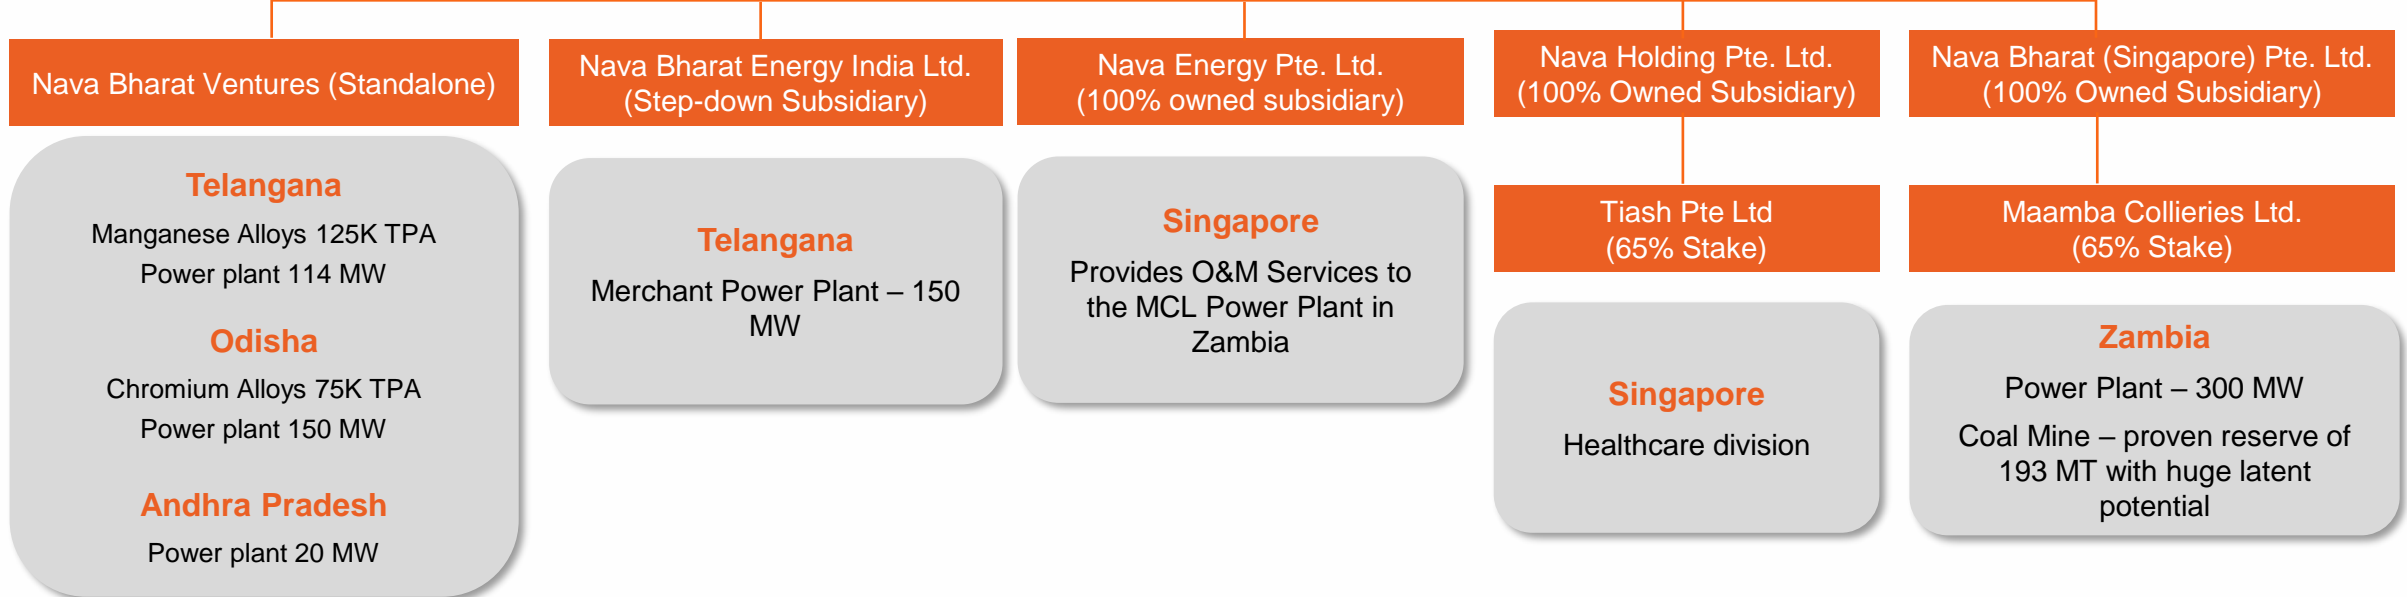 Nava Bharat Ventures (Standalone)
Telangana
Manganese Alloys 125K TPA
Power plant 114 MW
Odisha
Chromium Alloys 75K TPA
Power plant 150 MW
Andhra Pradesh
Power plant 20 MW
Nava Bharat Energy India Ltd.
(Step-down Subsidiary)
Telangana
Merchant Power Plant – 150
MW
Nava Energy Pte. Ltd.
(100% owned subsidiary)
Singapore
Provides O&M Services to
the MCL Power Plant in
Zambia
Nava Holding Pte. Ltd.
(100% Owned Subsidiary)
Tiash Pte Ltd
(65% Stake)
Singapore
Healthcare division
Nava Bharat (Singapore) Pte. Ltd.
(100% Owned Subsidiary)
Maamba Collieries Ltd.
(65% Stake)
Zambia
Power Plant – 300 MW
Coal Mine – proven reserve of
193 MT with huge latent
potential